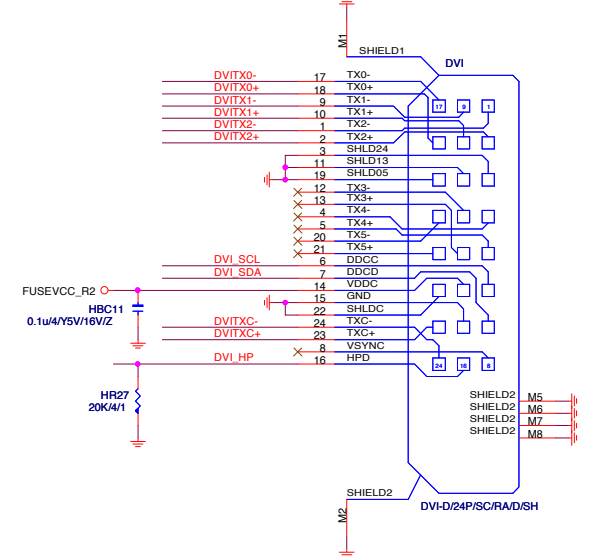 M1
SHIELD1
DVI
DVITX0- 17 TX0-
DVITX0+ 18 TX0+
DVITX1- 9 TX1-
DVITX1+ 10 TX1+
DVITX2- 1 TX2-
DVITX2+ 2 TX2+
3 SHLD24
11 SHLD13
19 SHLD05
12 TX3-
13 TX3+
4 TX4-
5 TX4+
20 TX5-
21 TX5+
DVI_SCL 6 DDCC
DVI_SDA 7 DDCD
FUSEVCC_R2 14 VDDC
15 GND
22 SHLDC
DVITXC- 24 TXC-
DVITXC+ 23 TXC+
8 VSYNC
DVI_HP 16 HPD
17 9 1
24 16 8
HBC11
0.1u/4/Y5V/16V/Z
HR27
20K/4/1
SHIELD2 M5
SHIELD2 M6
SHIELD2 M7
SHIELD2 M8
SHIELD2
M2
DVI-D/24P/SC/RA/D/SH